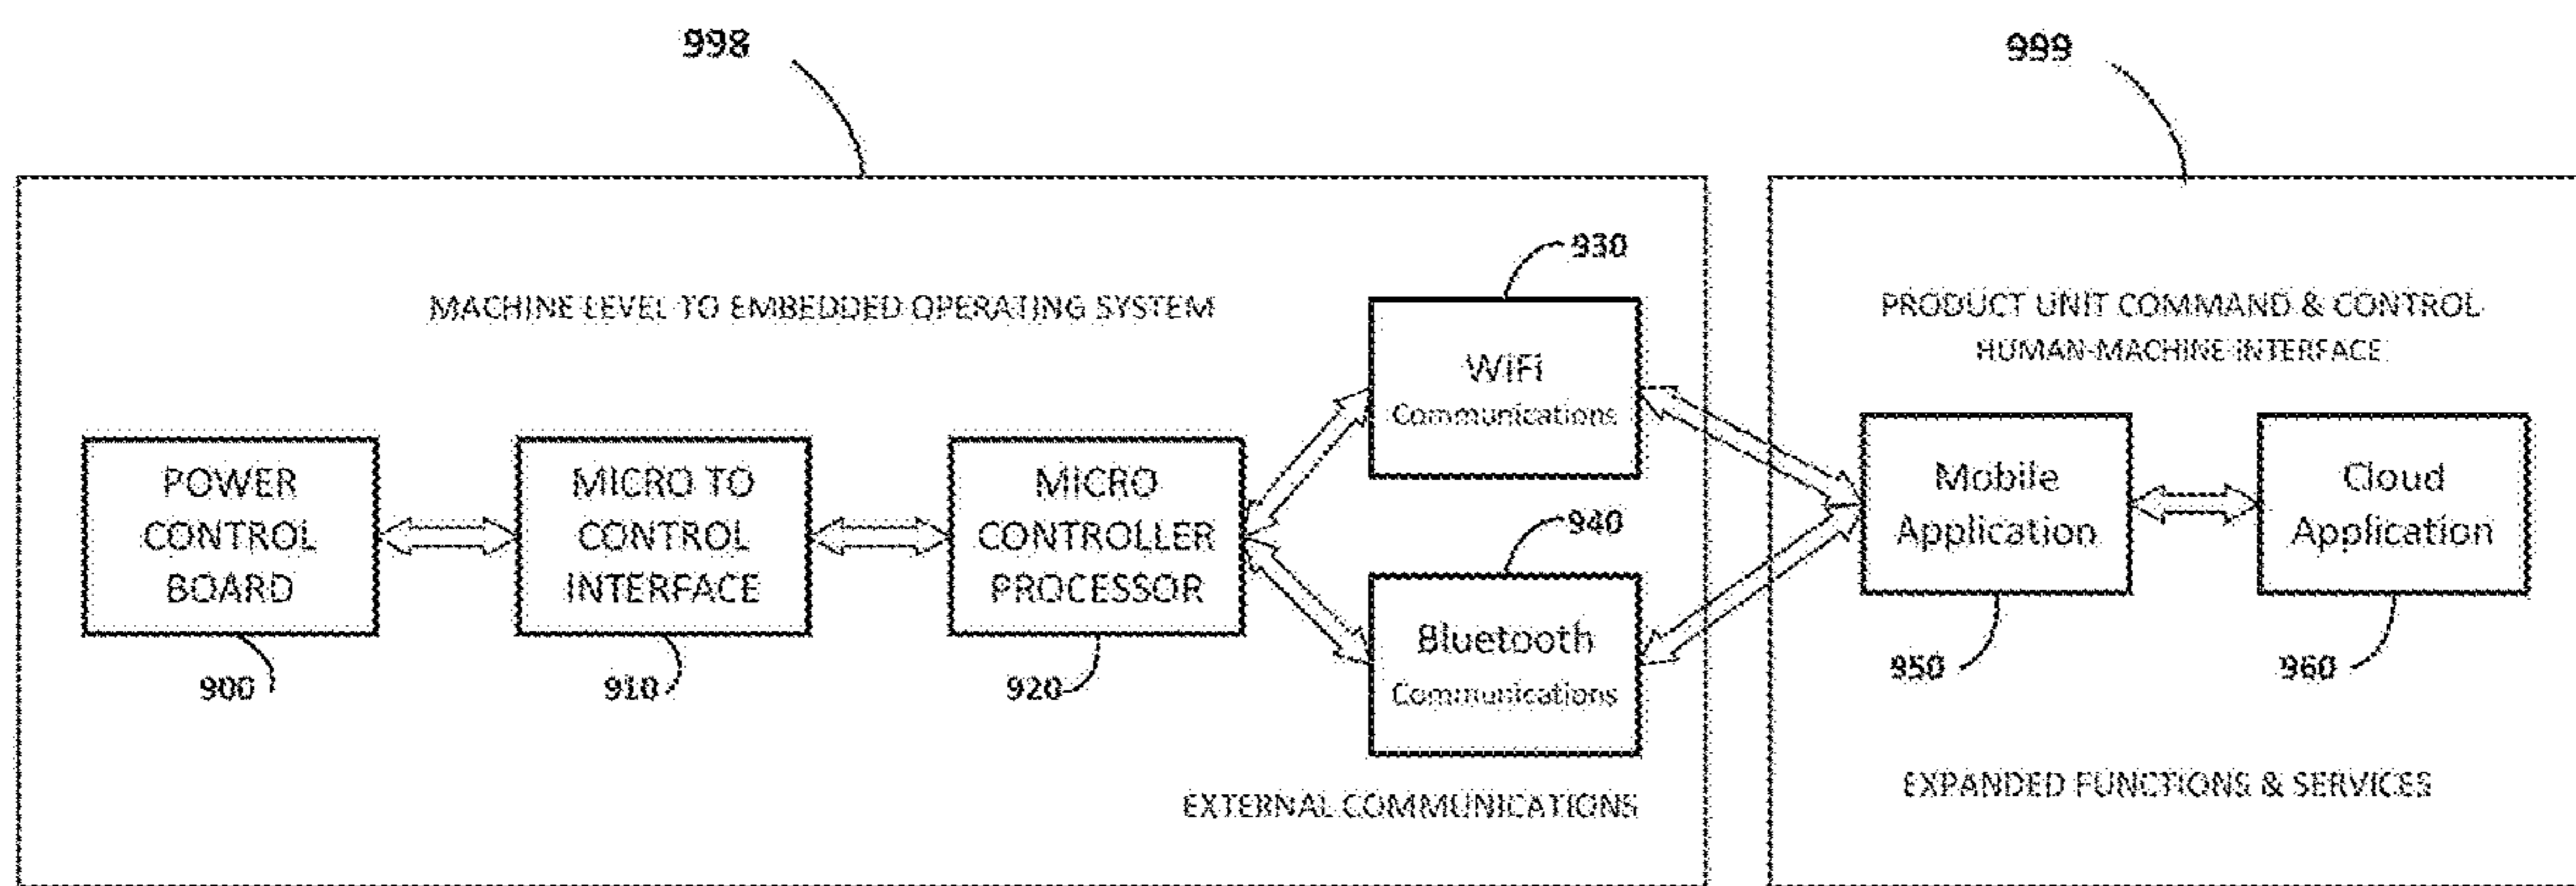 998
999
MACHINE LEVEL TO EMBEDDED OPERATING SYSTEM
POWER
CONTROL
BOARD
900
MICRO TO
CONTROL
INTERFACE
910
MICRO
CONTROLLER
PROCESSOR
920
930
WiFi
Communications
940
Bluetooth
Communications
EXTERNAL COMMUNICATIONS
PRODUCT UNIT COMMAND & CONTROL
HUMAN-MACHINE INTERFACE
Mobile
Application
950
Cloud
Application
960
EXPANDED FUNCTIONS & SERVICES